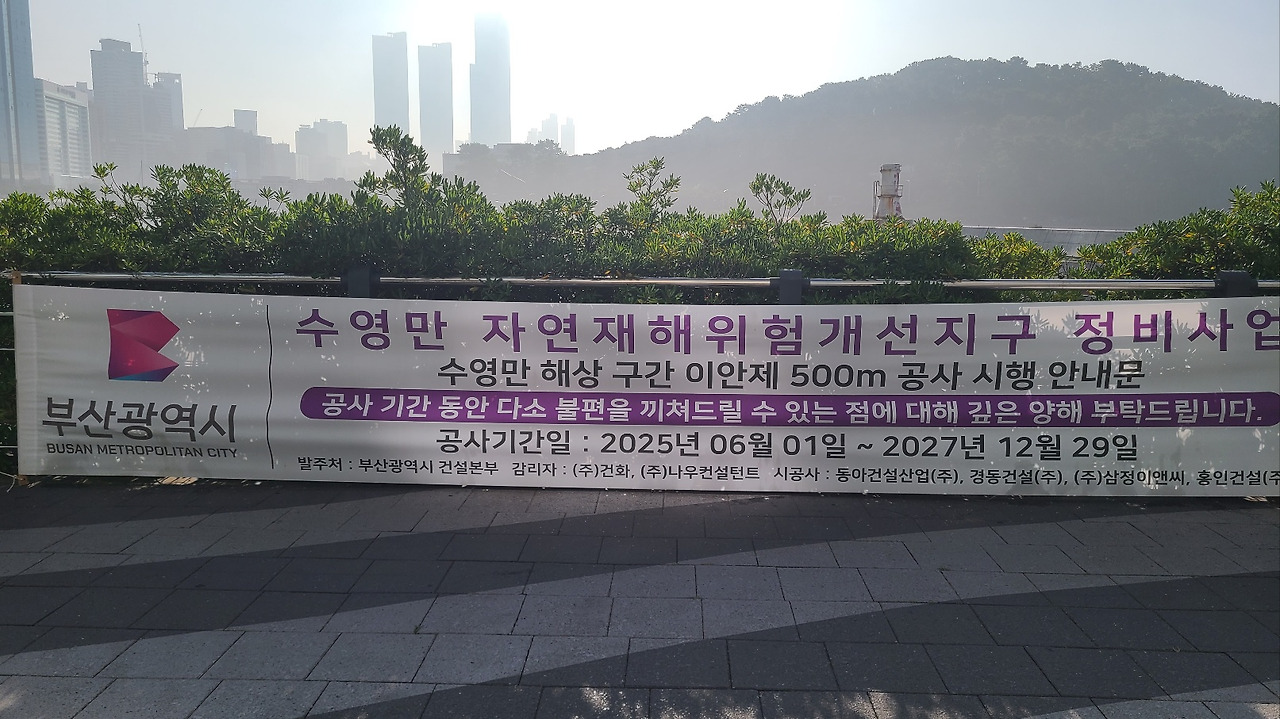 수영만 자연재해위험개선지구 정비사업
수영만 해상 구간 이안제 500m 공사 시행 안내문
공사 기간 동안 다소 불편을 끼쳐드릴 수 있는 점에 대해 깊은 양해 부탁드립니다.
공사기간일 : 2025년 06월 01일 ~ 2027년 12월 29일
발주처 : 부산광역시 건설본부 감리자 : (주)건화, (주)나우컨설턴트 시공사 : 동아건설산업(주), 경동건설(주), (주)삼정이앤씨, 흥인건설(주
부산광역시
BUSAN METROPOLITAN CITY